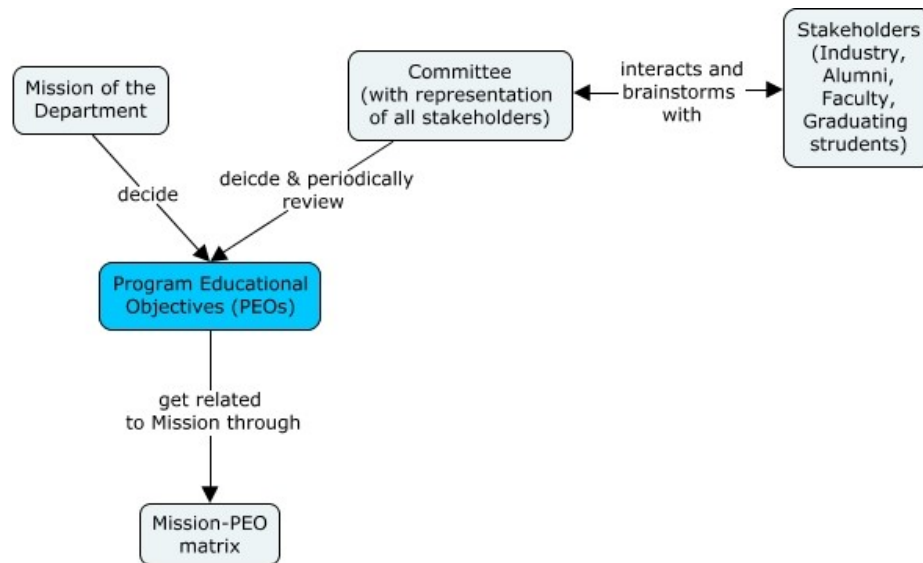 Mission of the
Department
Committee
(with representation
of all stakeholders)
interacts and
brainstorms
with
Stakeholders
(Industry,
Alumni,
Faculty,
Graduating
strudents)
decide
deicde & periodically
review
Program Educational
Objectives (PEOs)
get related
to Mission through
Mission-PEO
matrix